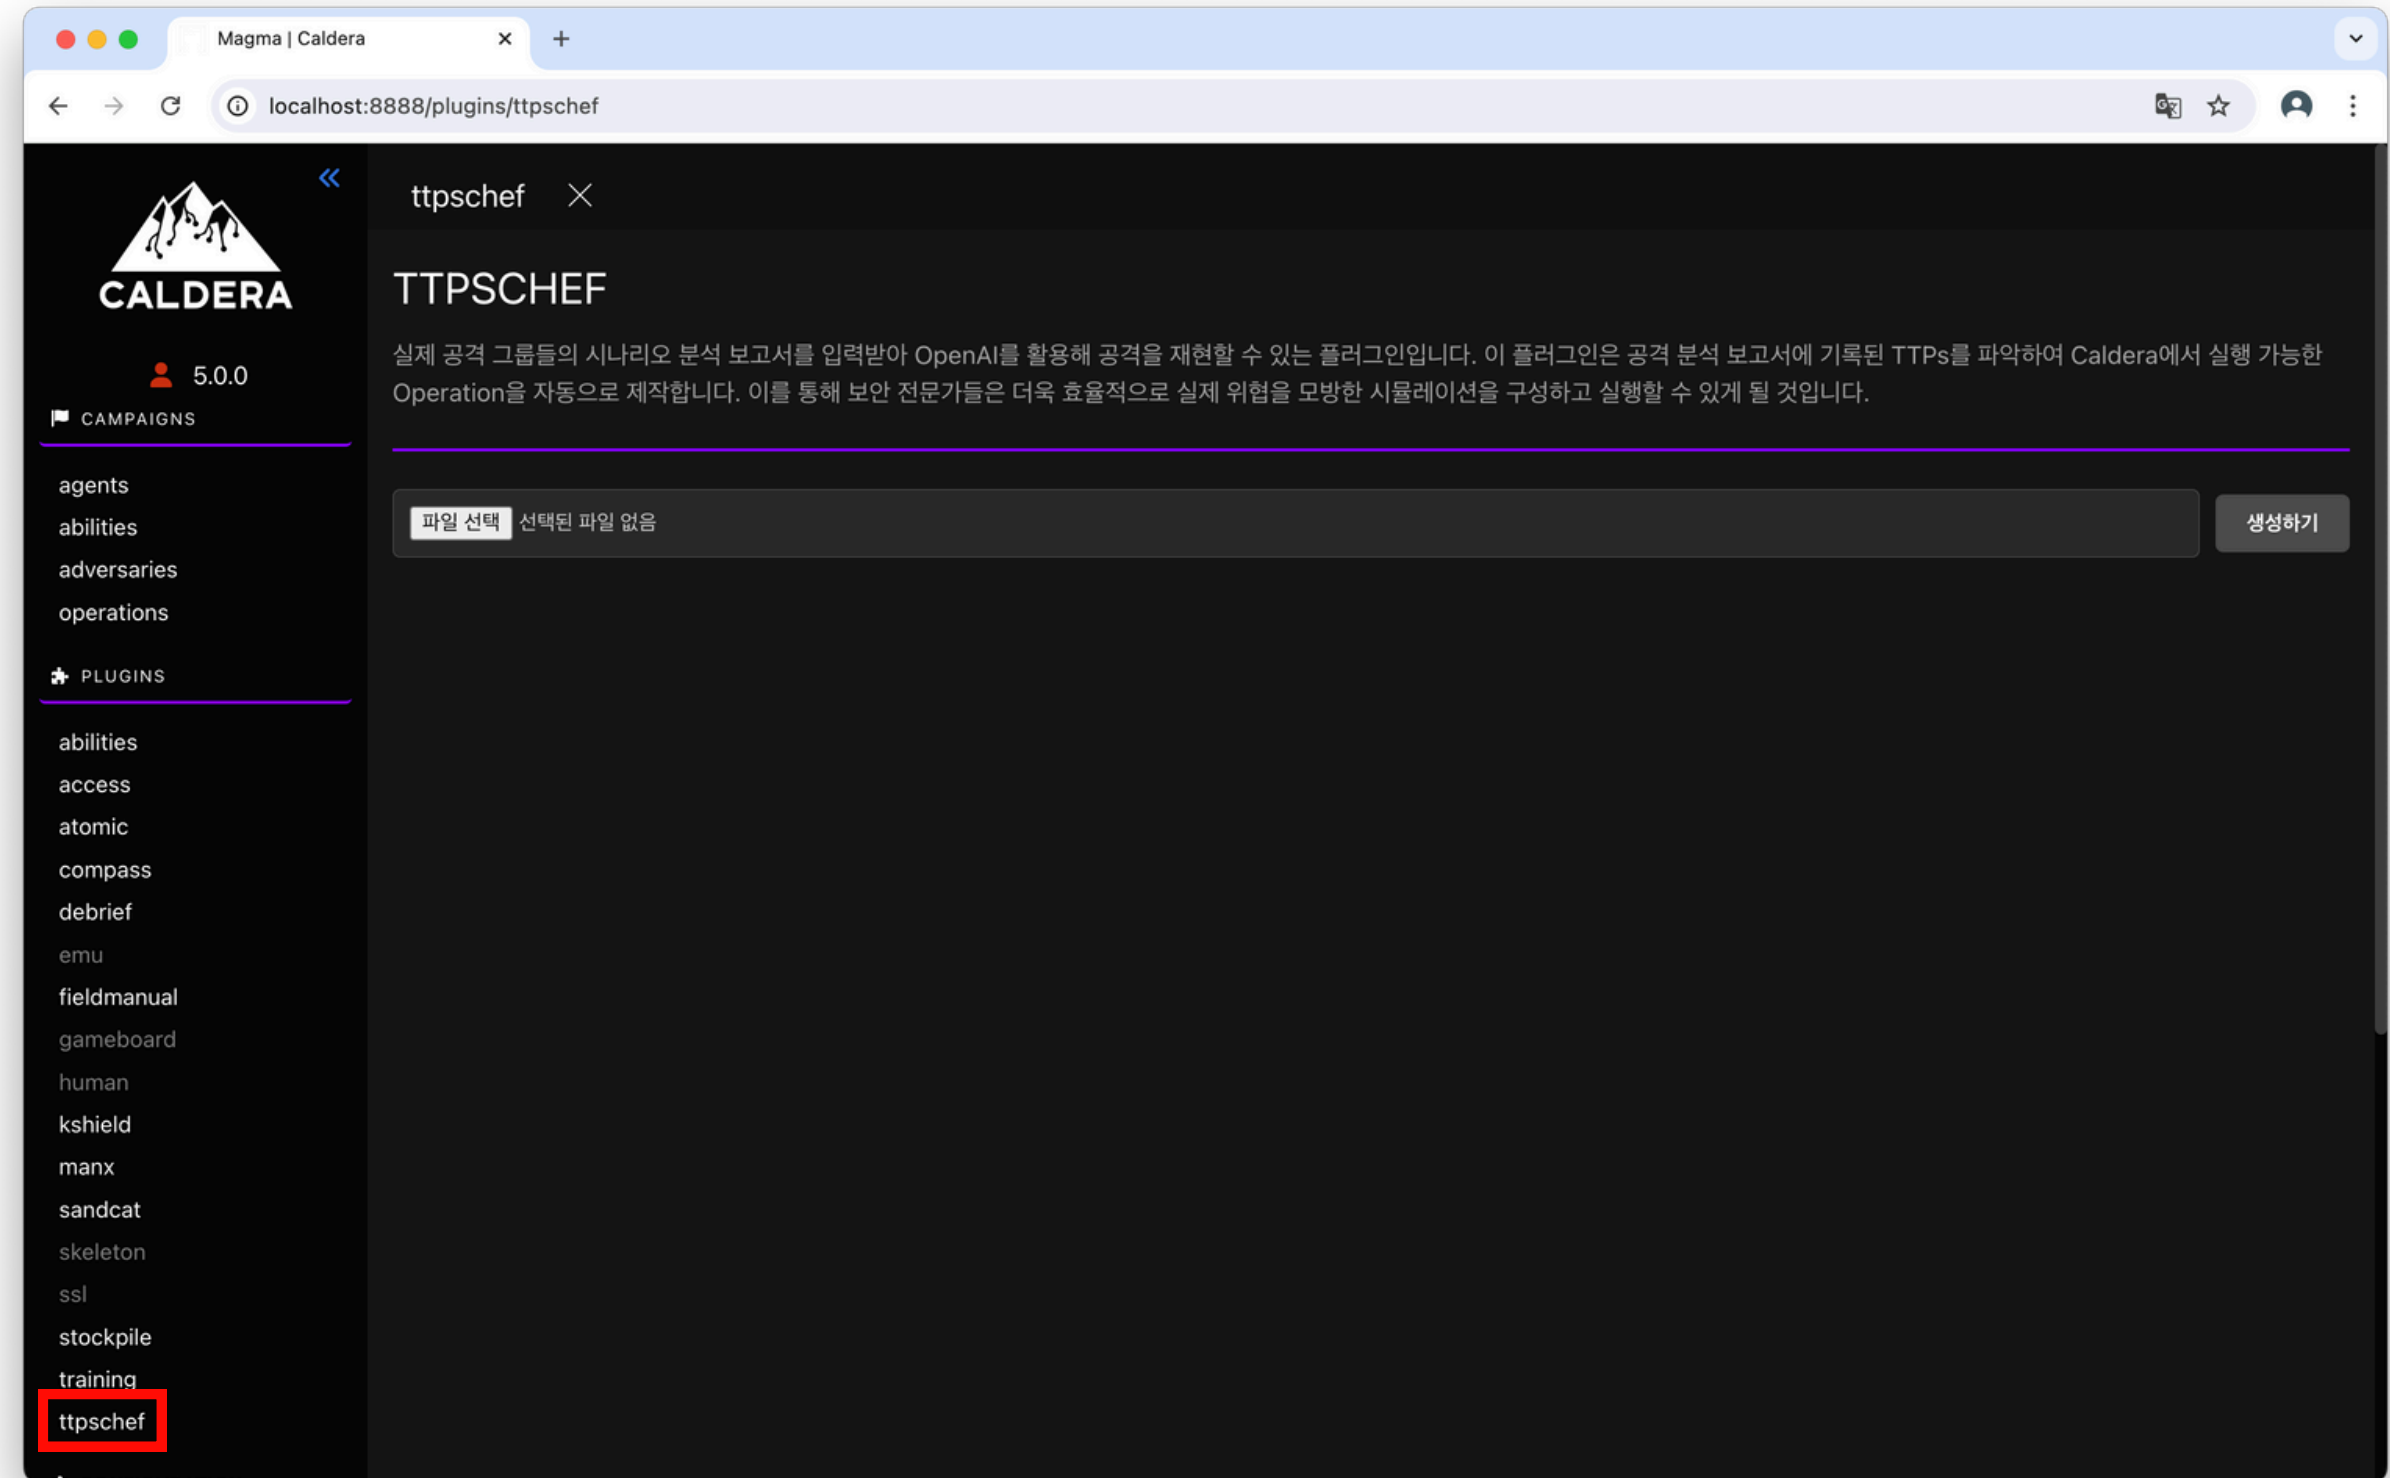 Magma | Caldera
localhost:8888/plugins/ttpschef
CALDERA
5.0.0
CAMPAIGNS
agents
abilities
adversaries
operations
PLUGINS
abilities
access
atomic
compass
debrief
emu
fieldmanual
gameboard
human
kshield
manx
sandcat
skeleton
ssl
stockpile
training
ttpschef
ttpschef
TTPSCHEF
실제 공격 그룹들의 시나리오 분석 보고서를 입력받아 OpenAI를 활용해 공격을 재현할 수 있는 플러그인입니다. 이 플러그인은 공격 분석 보고서에 기록된 TTPs를 파악하여 Caldera에서 실행 가능한
Operation을 자동으로 제작합니다. 이를 통해 보안 전문가들은 더욱 효율적으로 실제 위협을 모방한 시뮬레이션을 구성하고 실행할 수 있게 될 것입니다.
파일 선택 선택된 파일 없음
생성하기